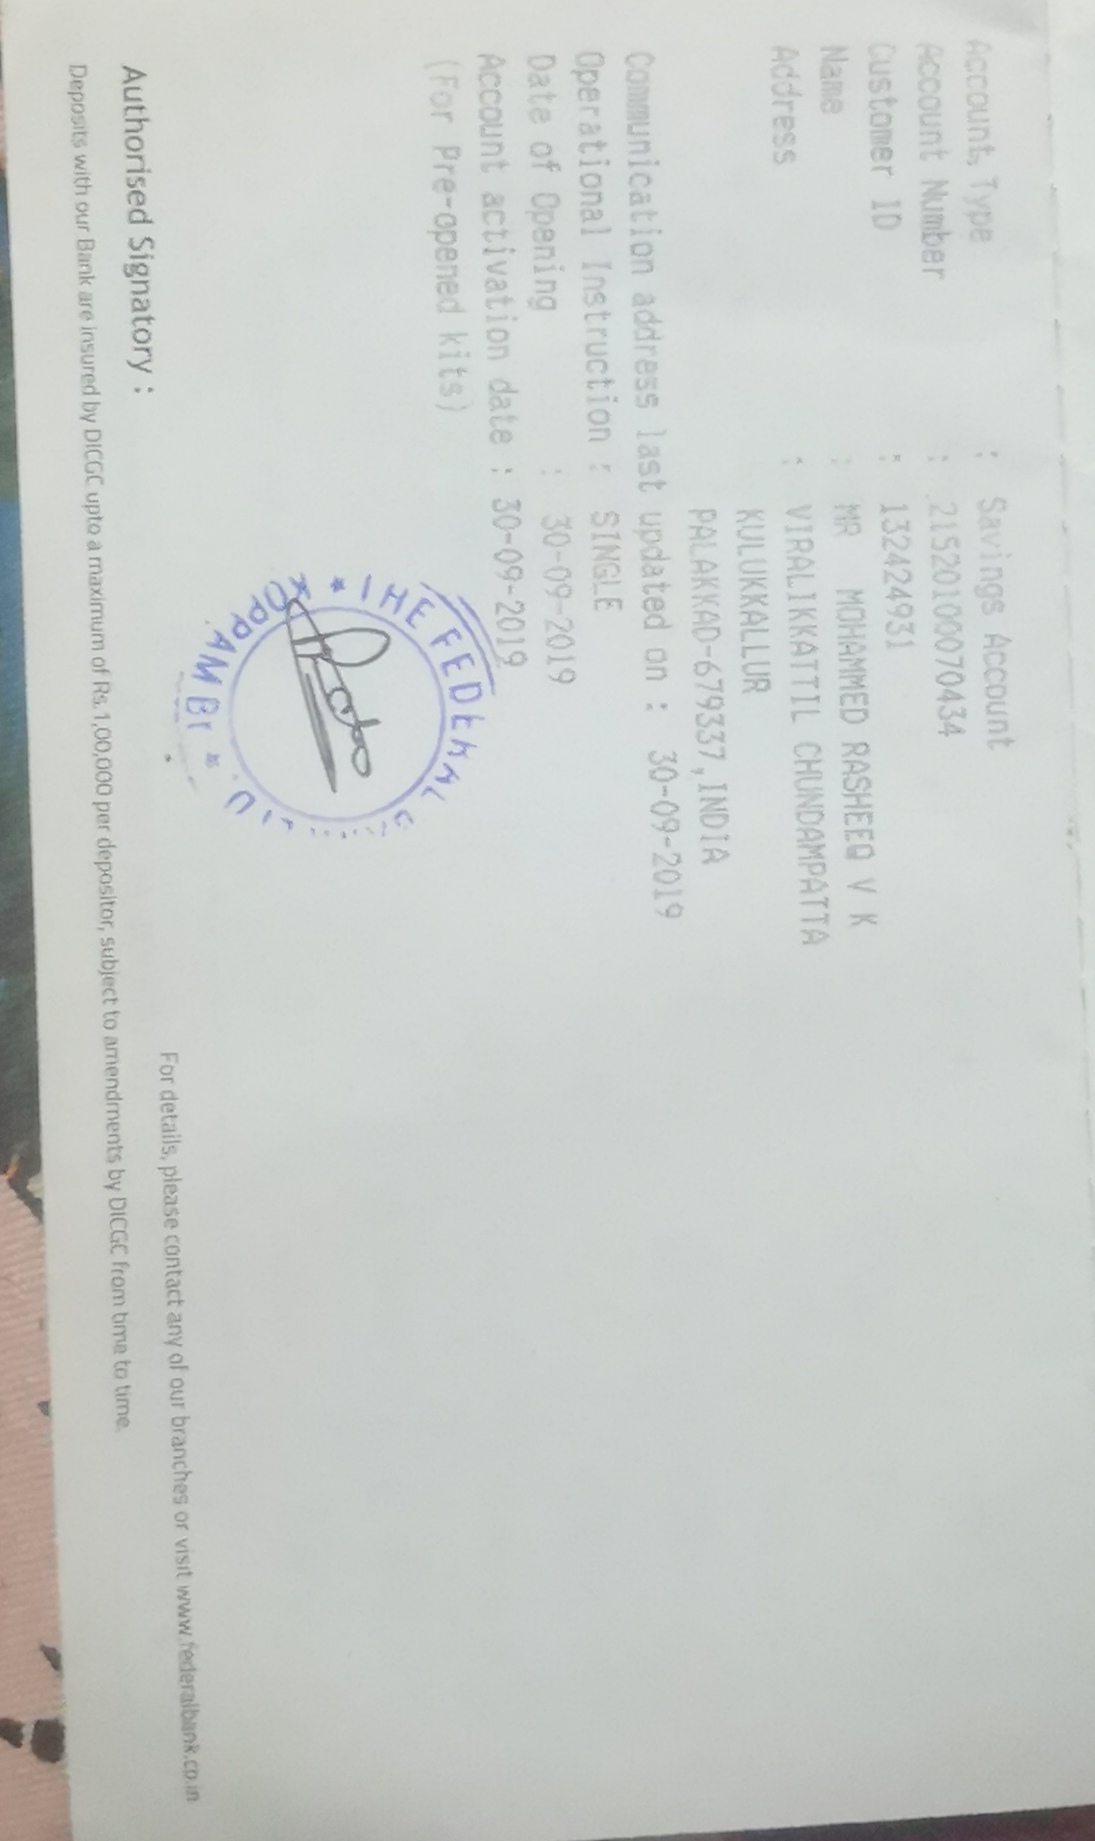 Account Type : Savings Account
Account Number : 21520100070434
Customer ID : 132424931
Name : MR MOHAMMED RASHEEQ V K
Address : VIRALIKKATTIL CHUNDAMPATTA
KULUKKALLUR
PALAKKAD-679337,INDIA
Communication address last updated on : 30-09-2019
Operational Instruction : SINGLE
Date of Opening : 30-09-2019
Account activation date : 30-09-2019
(For Pre-opened kits)
THE FEDERAL
KOPPAM Br
Authorised Signatory :
For details, please contact any of our branches or visit www.federalbank.co.in
Deposits with our Bank are insured by DICGC upto a maximum of Rs.1,00,000 per depositor, subject to amendments by DICGC from time to time.